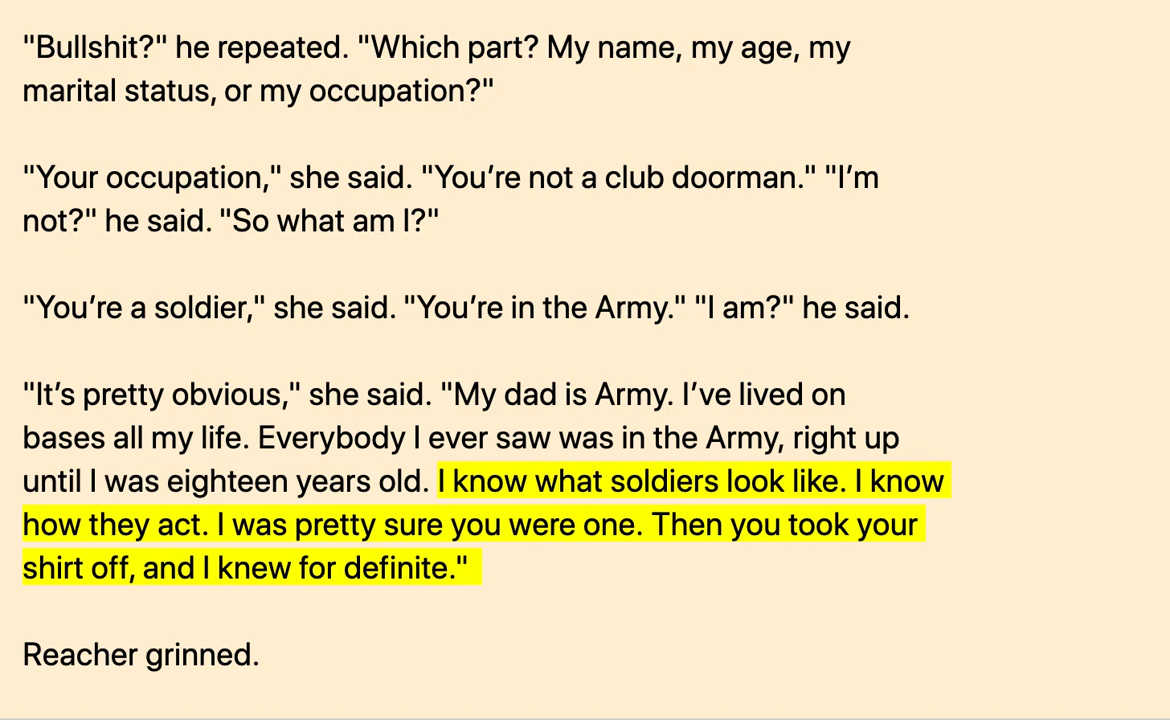 "Bullshit?" he repeated. "Which part? My name, my age, my
marital status, or my occupation?"
"Your occupation," she said. "You’re not a club doorman." "I’m
not?" he said. "So what am I?"
"You’re a soldier," she said. "You’re in the Army." "I am?" he said.
"It’s pretty obvious," she said. "My dad is Army. I’ve lived on
bases all my life. Everybody I ever saw was in the Army, right up
until I was eighteen years old. I know what soldiers look like. I know
how they act. I was pretty sure you were one. Then you took your
shirt off, and I knew for definite."
Reacher grinned.